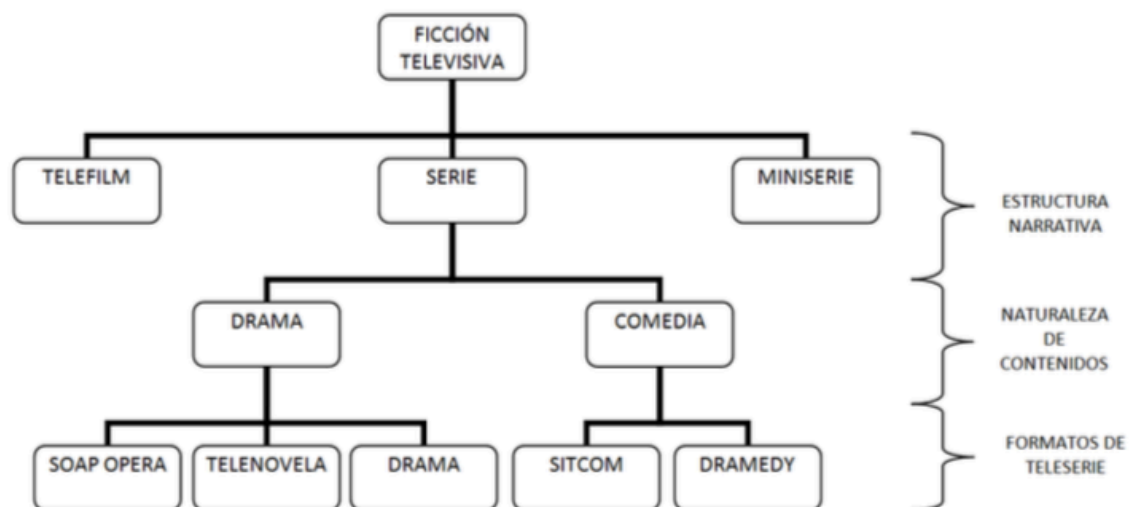 FICCIÓN
TELEVISIVA
TELEFILM
SERIE
MINISERIE
ESTRUCTURA
NARRATIVA
DRAMA
COMEDIA
NATURALEZA
DE
CONTENIDOS
SOAP OPERA
TELENOVELA
DRAMA
SITCOM
DRAMEDY
FORMATOS DE
TELESERIE